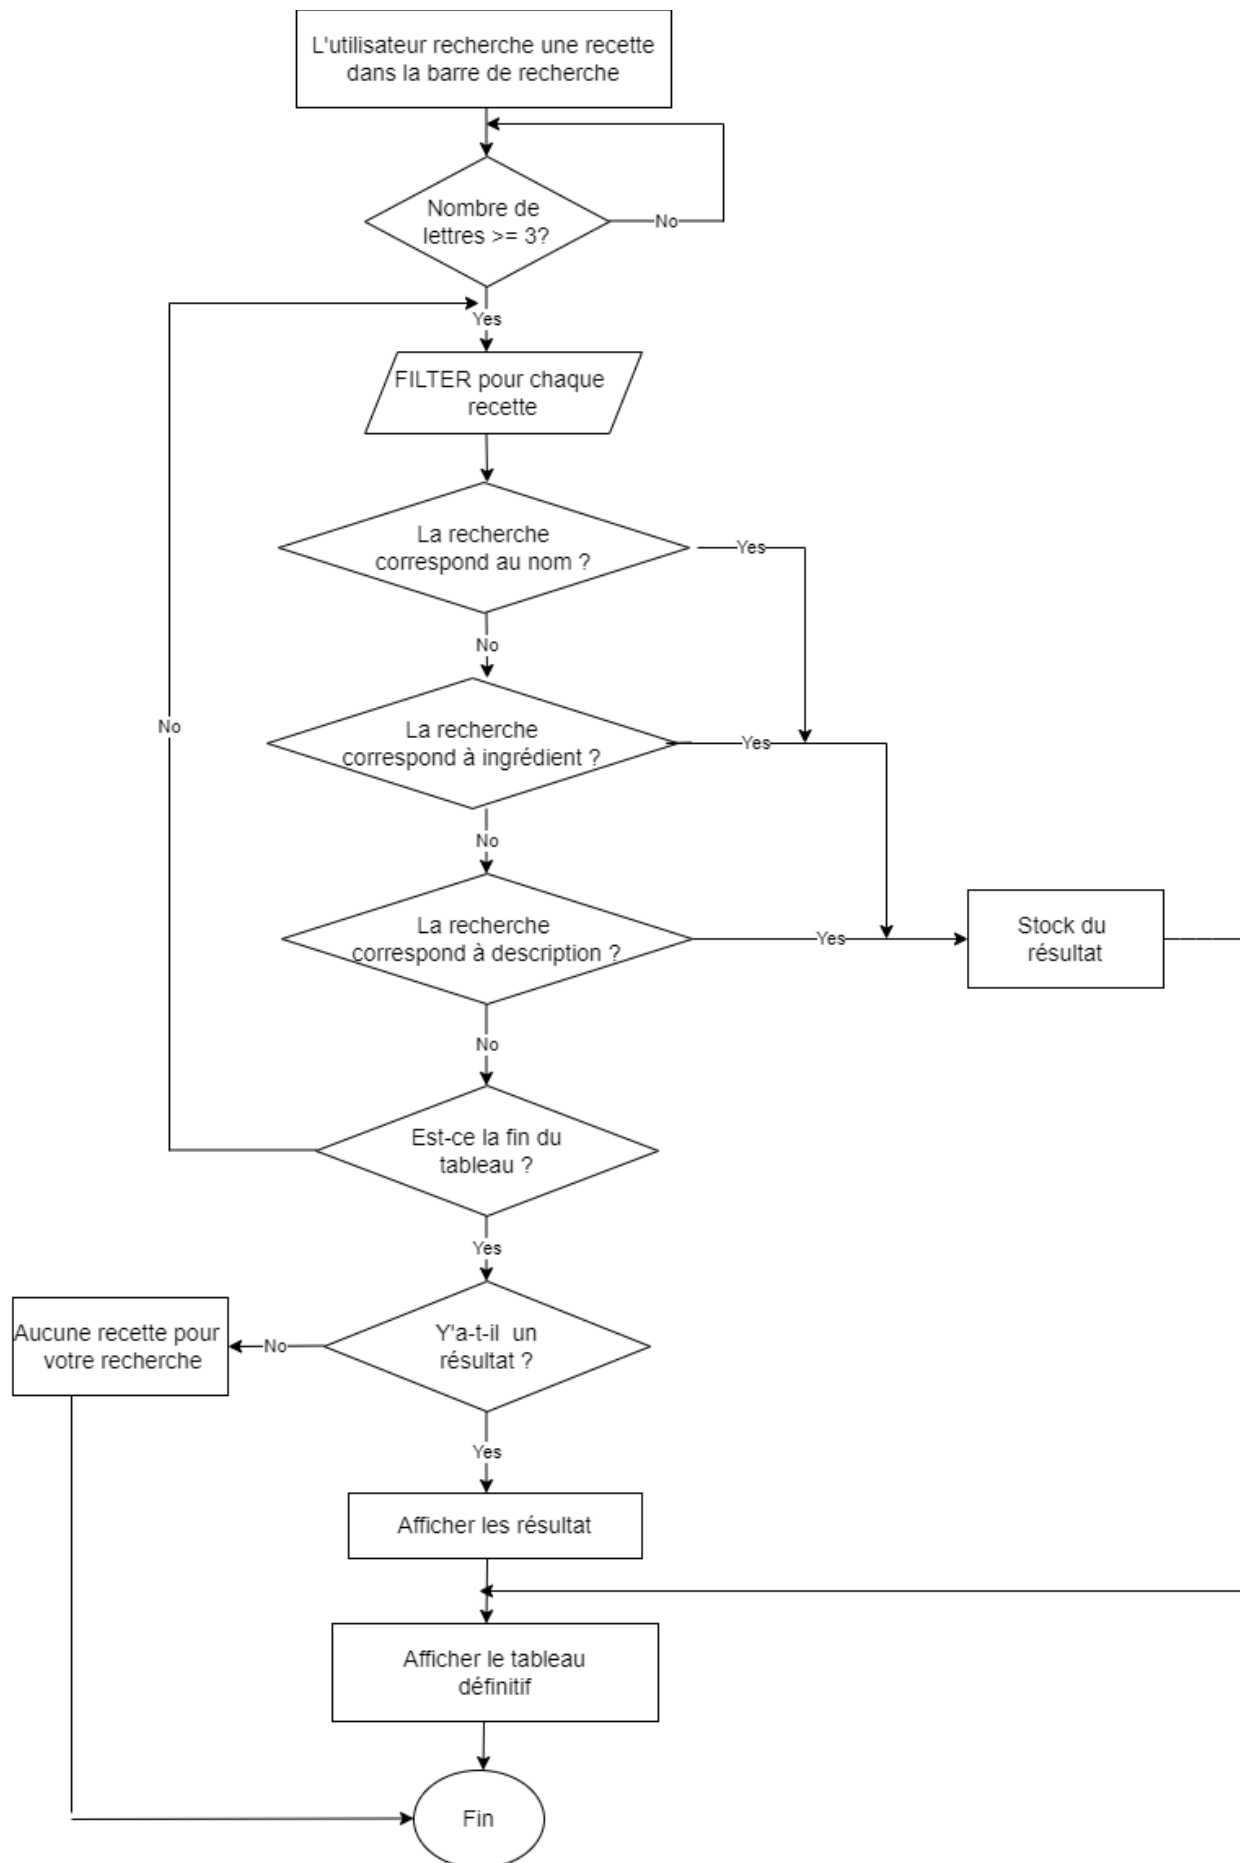 L'utilisateur recherche une recette
dans la barre de recherche
Nombre de
lettres >= 3?
No
Yes
FILTER pour chaque
recette
La recherche
correspond au nom ?
Yes
No
La recherche
correspond à ingrédient ?
Yes
No
No
La recherche
correspond à description ?
Yes
Stock du
résultat
No
Est-ce la fin du
tableau ?
Yes
Y'a-t-il un
résultat ?
No
Aucune recette pour
votre recherche
Yes
Afficher les résultat
Afficher le tableau
définitif
Fin